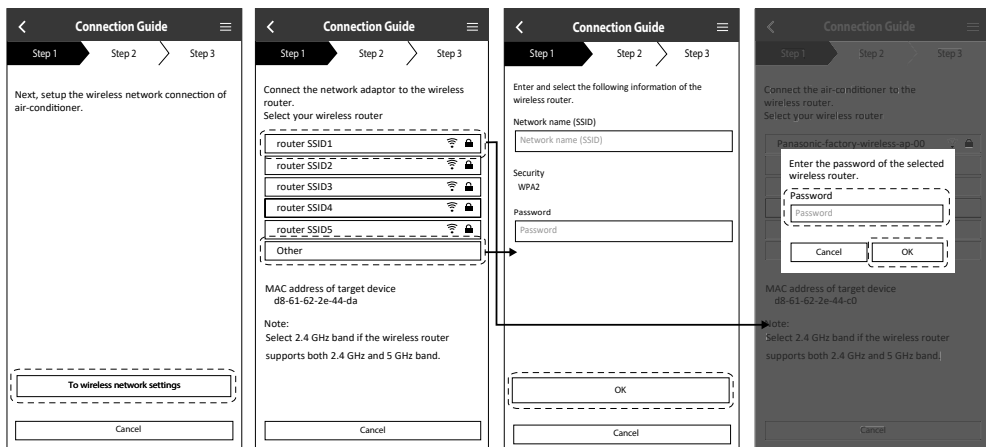 Connection Guide
Step 1
Step 2
Step 3
Next, setup the wireless network connection of
air-conditioner.
To wireless network settings
Cancel
Connection Guide
Step 1
Step 2
Step 3
Connect the network adaptor to the wireless
router.
Select your wireless router
router SSID1
router SSID2
router SSID3
router SSID4
router SSID5
Other
MAC address of target device
d8-61-62-2e-44-da
Note:
Select 2.4 GHz band if the wireless router
supports both 2.4 GHz and 5 GHz band.
Cancel
Connection Guide
Step 1
Step 2
Step 3
Enter and select the following information of the
wireless router.
Network name (SSID)
Network name (SSID)
Security
WPA2
Password
Password
OK
Cancel
Connection Guide
Step 1
Step 2
Step 3
Connect the air-conditioner to the
wireless router.
Select your wireless router
Panasonic-factory-wireless-ap-00
Enter the password of the selected
wireless router.
Password
Password
Cancel
OK
MAC address of target device
d8-61-62-2e-44-c0
Note:
Select 2.4 GHz band if the wireless router
supports both 2.4 GHz and 5 GHz band.
Cancel